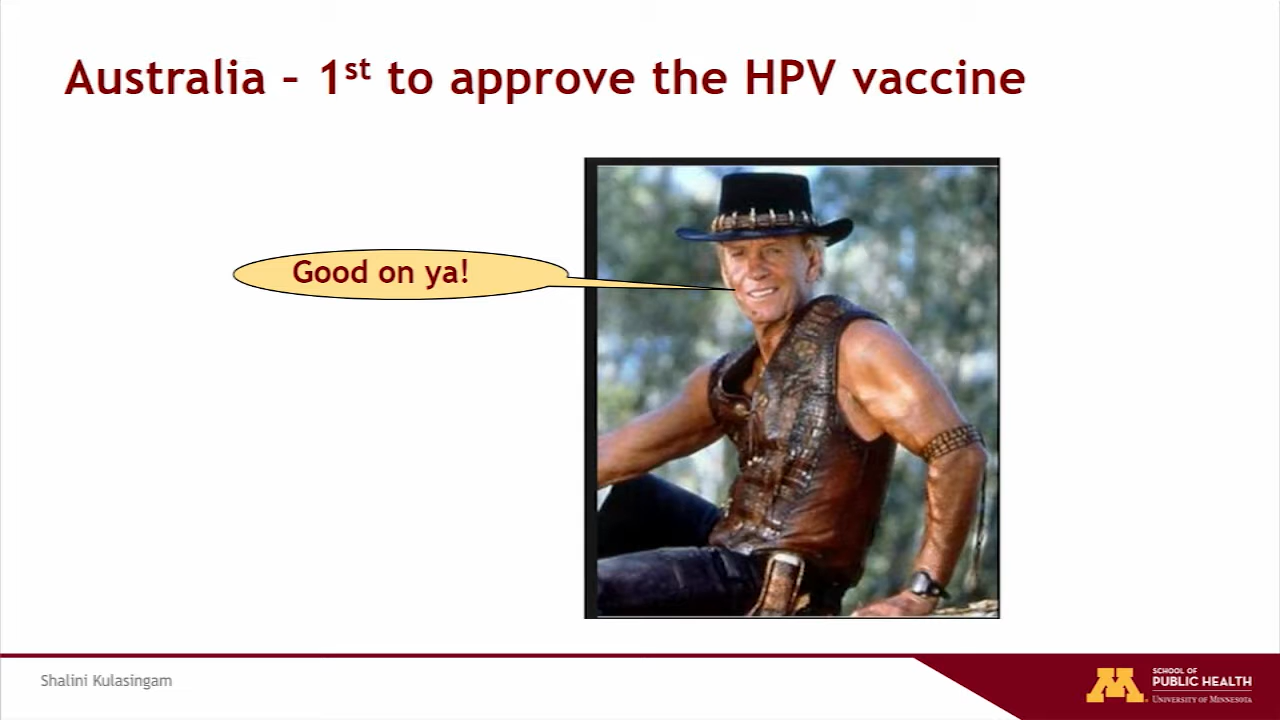 Australia – 1st to approve the HPV vaccine
Good on ya!
Shalini Kulasingam
SCHOOL OF
PUBLIC HEALTH
UNIVERSITY OF MINNESOTA